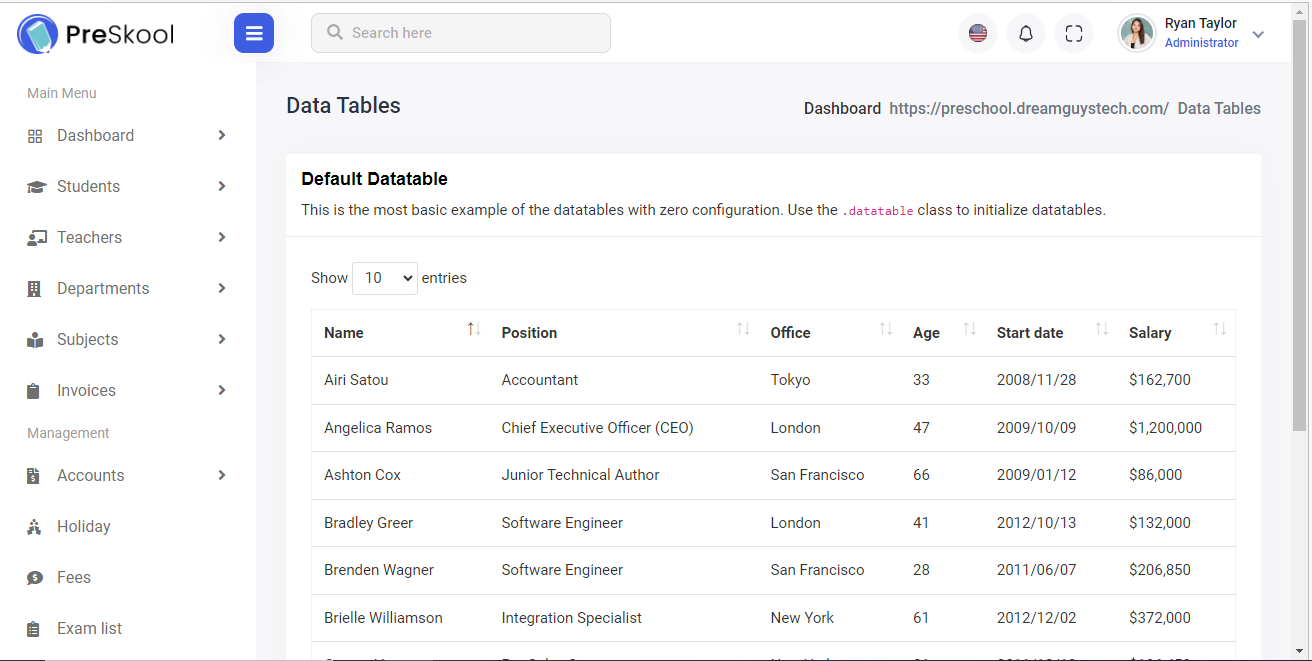 PreSkool
Search here
Ryan Taylor
Administrator
Main Menu
Dashboard
Students
Teachers
Departments
Subjects
Invoices
Management
Accounts
Holiday
Fees
Exam list
Data Tables
Dashboard https://preschool.dreamguystech.com/ Data Tables
Default Datatable
This is the most basic example of the datatables with zero configuration. Use the .datatable class to initialize datatables.
Show 10 entries
Name Position Office Age Start date Salary
Airi Satou Accountant Tokyo 33 2008/11/28 $162,700
Angelica Ramos Chief Executive Officer (CEO) London 47 2009/10/09 $1,200,000
Ashton Cox Junior Technical Author San Francisco 66 2009/01/12 $86,000
Bradley Greer Software Engineer London 41 2012/10/13 $132,000
Brenden Wagner Software Engineer San Francisco 28 2011/06/07 $206,850
Brielle Williamson Integration Specialist New York 61 2012/12/02 $372,000